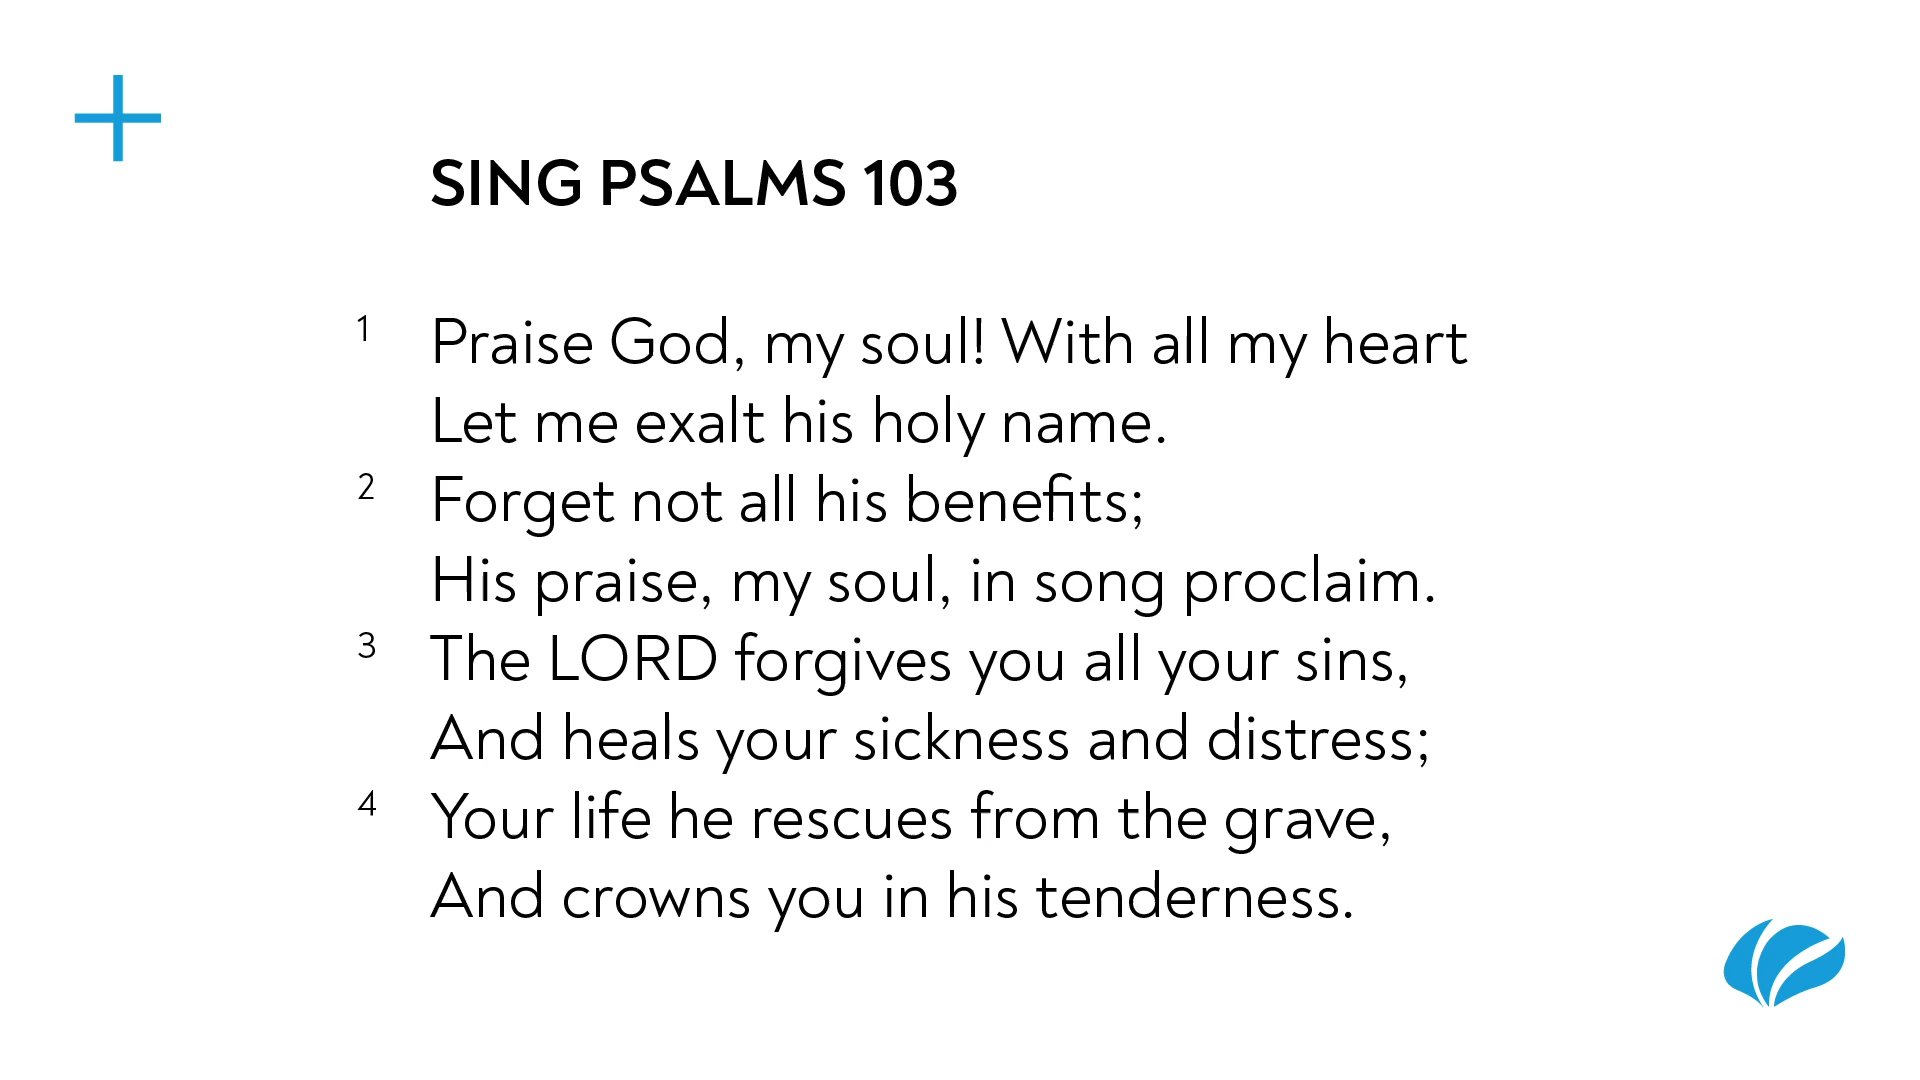 SING PSALMS 103
1 Praise God, my soul! With all my heart
Let me exalt his holy name.
2 Forget not all his benefits;
His praise, my soul, in song proclaim.
3 The LORD forgives you all your sins,
And heals your sickness and distress;
4 Your life he rescues from the grave,
And crowns you in his tenderness.